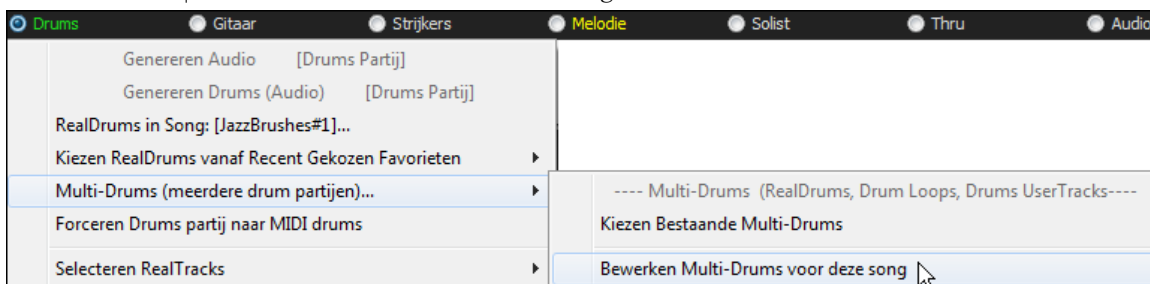 Drums Gitaar Strijkers Melodie Solist Thru Audio
Genereren Audio [Drums Partij]
Genereren Drums (Audio) [Drums Partij]
RealDrums in Song: [JazzBrushes#1]...
Kiezen RealDrums vanaf Recent Gekozen Favorieten
Multi-Drums (meerdere drum partijen)...
Forceren Drums partij naar MIDI drums
Selecteren RealTracks
---- Multi-Drums (RealDrums, Drum Loops, Drums UserTracks----
Kiezen Bestaande Multi-Drums
Bewerken Multi-Drums voor deze song